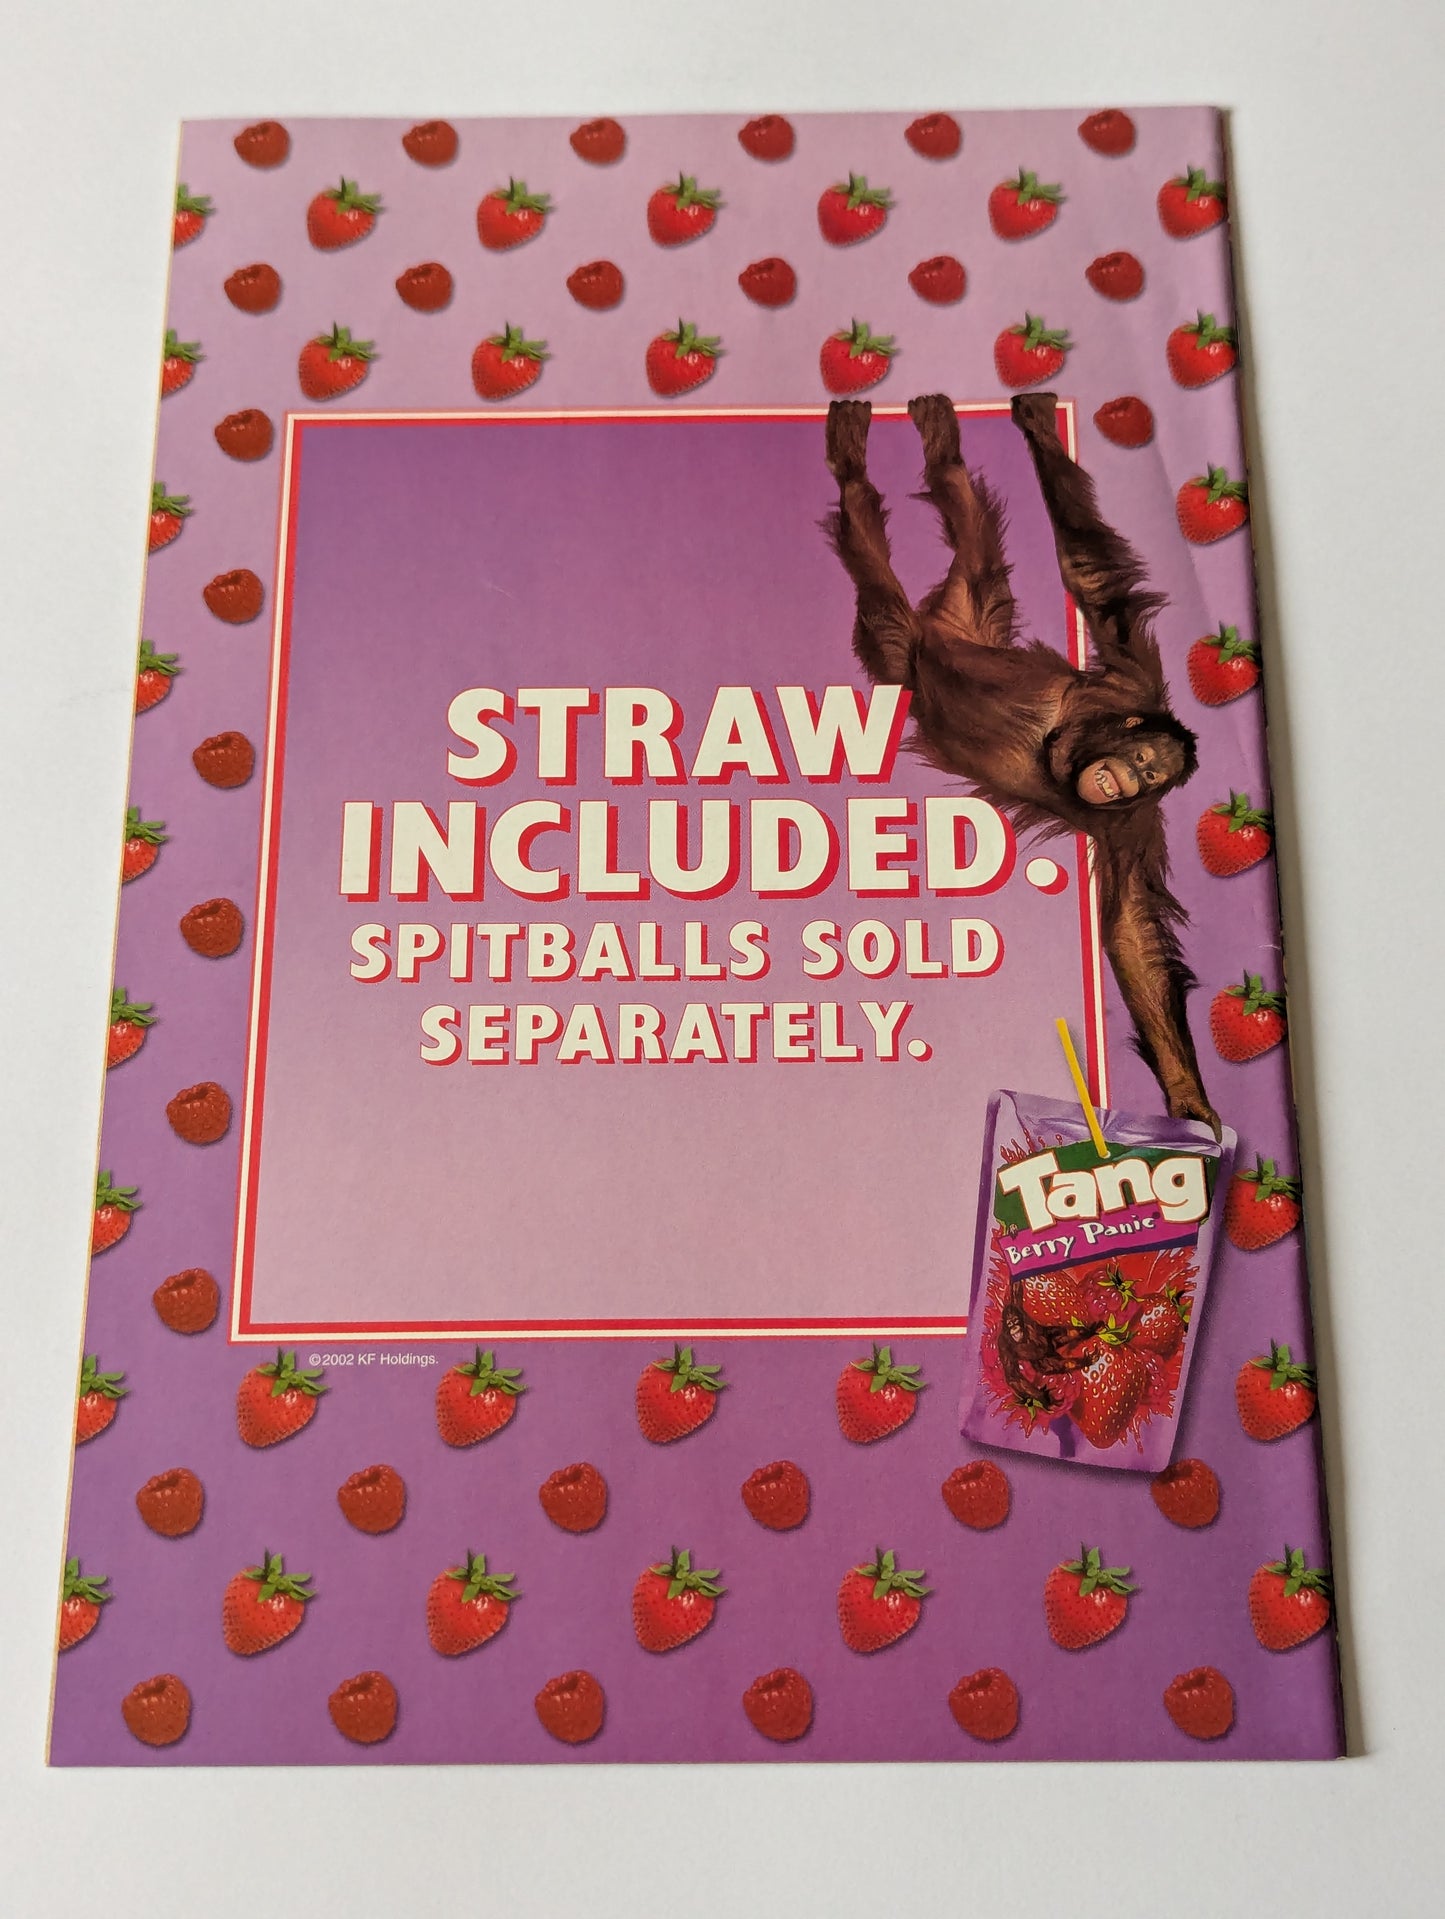 STRAW
INCLUDED.
SPITBALLS SOLD
SEPARATELY.
Tang®
Berry Panic®
©2002 KF Holdings.